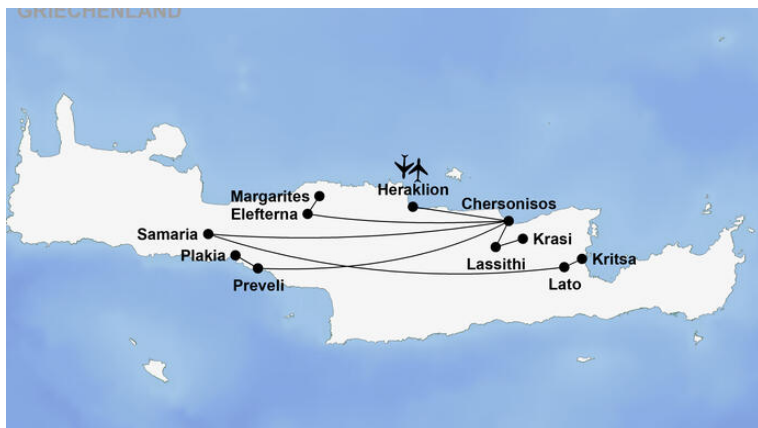 GRIECHENLAND
Heraklion
Margarites
Elefterna
Chersonisos
Samaria
Krasi
Plakia
Lassithi
Kritsa
Preveli
Lato